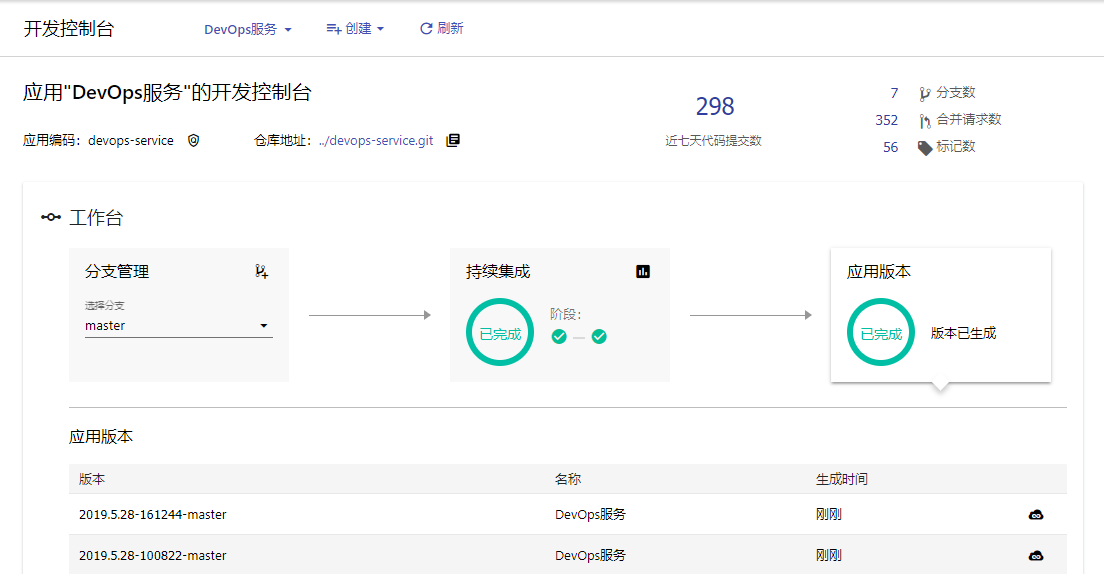 开发控制台 DevOps服务 创建 刷新
应用"DevOps服务"的开发控制台
应用编码：devops-service 仓库地址：../devops-service.git
298
近七天代码提交数
7 分支数
352 合并请求数
56 标记数
工作台
分支管理
选择分支
master
持续集成
已完成
阶段：
应用版本
已完成
版本已生成
应用版本
版本 名称 生成时间
2019.5.28-161244-master DevOps服务 刚刚
2019.5.28-100822-master DevOps服务 刚刚